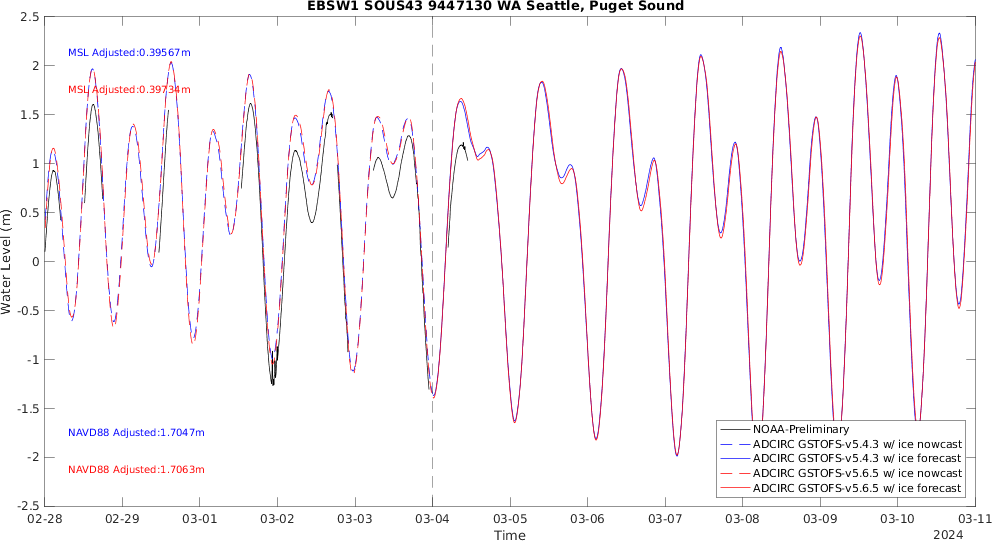 EBSW1 SOUS43 9447130 WA Seattle, Puget Sound
2.5
2
1.5
1
0.5
0
-0.5
-1
-1.5
-2
-2.5
Water Level (m)
MSL Adjusted:0.39567m
MSL Adjusted:0.39734m
NAVD88 Adjusted:1.7047m
NAVD88 Adjusted:1.7063m
NOAA-Preliminary
ADCIRC GSTOFS-v5.4.3 w/ ice nowcast
ADCIRC GSTOFS-v5.4.3 w/ ice forecast
ADCIRC GSTOFS-v5.6.5 w/ ice nowcast
ADCIRC GSTOFS-v5.6.5 w/ ice forecast
02-28 02-29 03-01 03-02 03-03 03-04 03-05 03-06 03-07 03-08 03-09 03-10 03-11
Time
2024